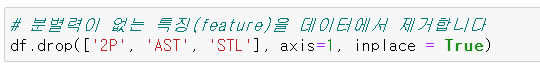 # 분별력이 없는 특징(feature)을 데이터에서 제거합니다
df.drop(['2P', 'AST', 'STL'], axis=1, inplace = True)